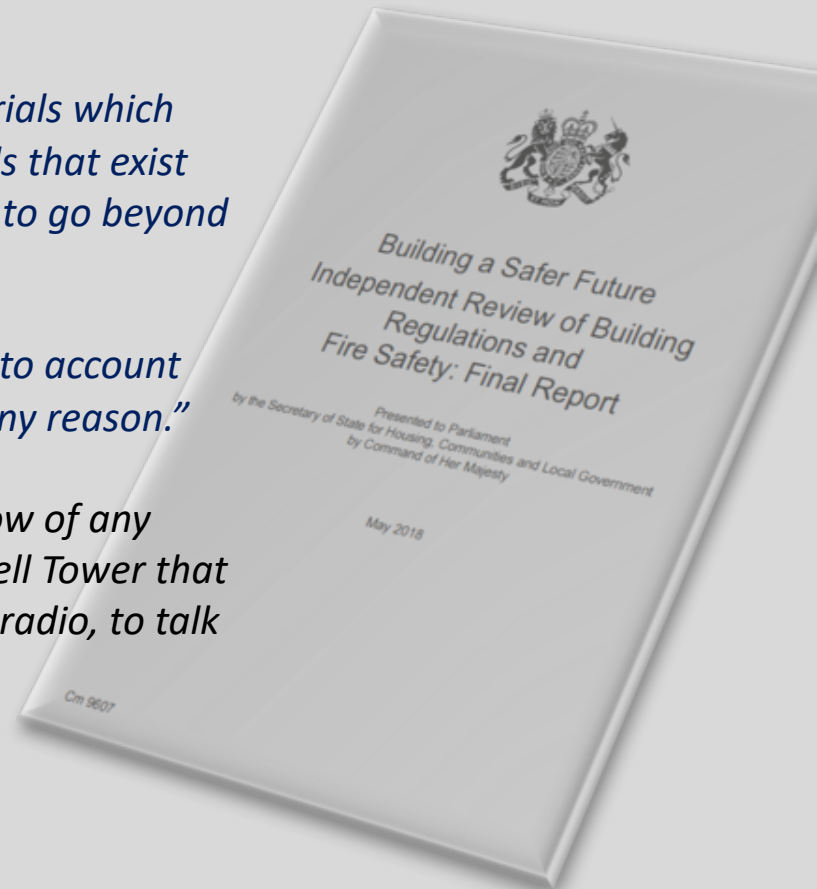 rials which
ls that exist
to go beyond
to account
ny reason.”
ow of any
ell Tower that
radio, to talk
Building a Safer Future
Independent Review of Building
Regulations and
Fire Safety: Final Report
Presented to Parliament
by the Secretary of State for Housing, Communities and Local Government
by Command of Her Majesty
May 2018
Cm 9607